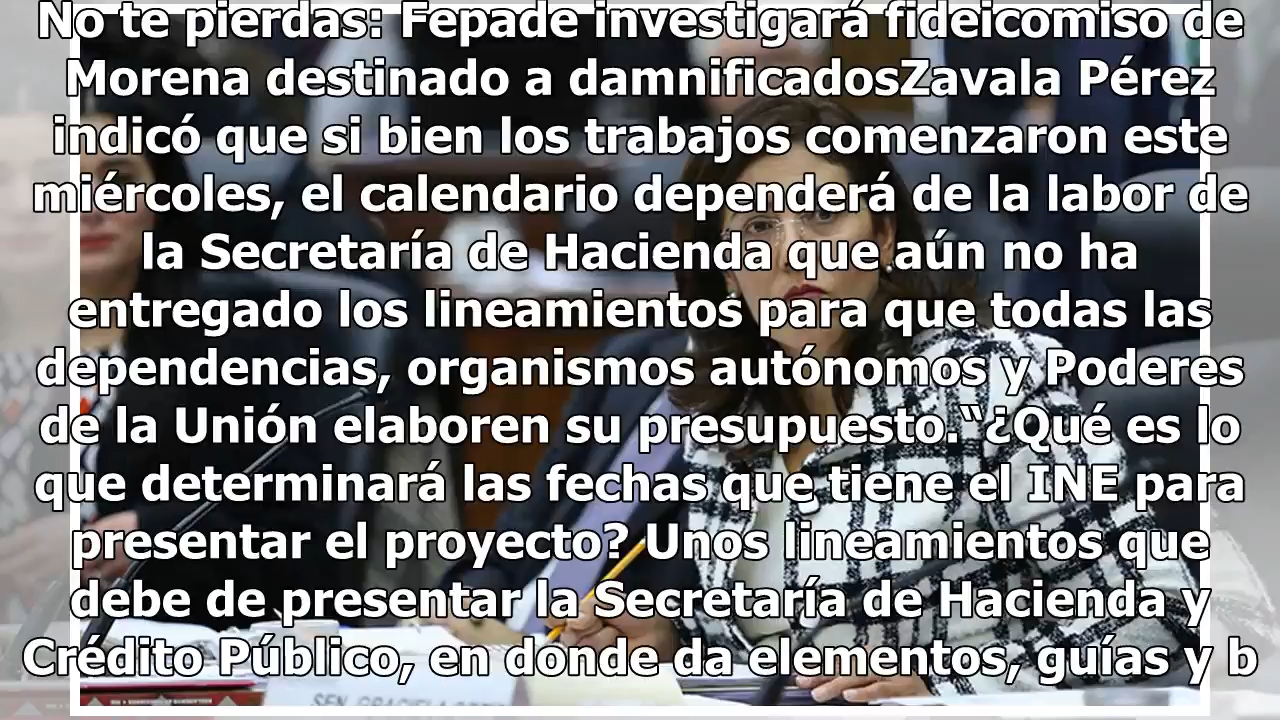 No te pierdas: Fepade investigará fideicomiso de
Morena destinado a damnificadosZavala Pérez
indicó que si bien los trabajos comenzaron este
miércoles, el calendario dependerá de la labor de
la Secretaría de Hacienda que aún no ha
entregado los lineamientos para que todas las
dependencias, organismos autónomos y Poderes
de la Unión elaboren su presupuesto.“¿Qué es lo
que determinará las fechas que tiene el INE para
presentar el proyecto? Unos lineamientos que
debe de presentar la Secretaría de Hacienda y
Crédito Público, en donde da elementos, guías y b
SEN. GRACIELA